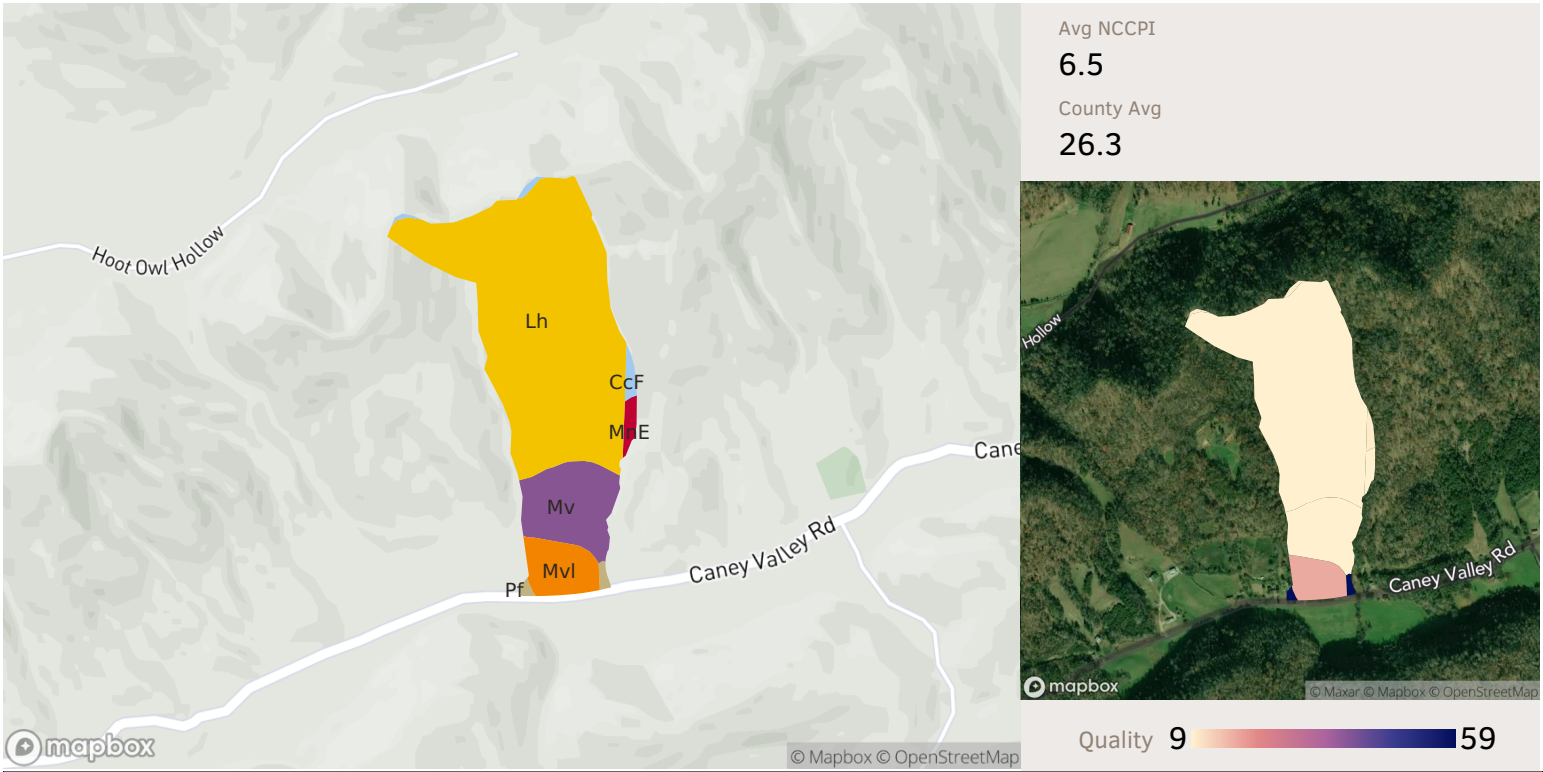 Hoot Owl Hollow
Lh
CcF
MnE
Cane
Mv
Mvl
Pf
Caney Valley Rd
mapbox
© Mapbox © OpenStreetMap
Avg NCCPI
6.5
County Avg
26.3
Hollow
Caney Valley Rd
mapbox
© Maxar © Mapbox © OpenStreetMap
Quality 9 59